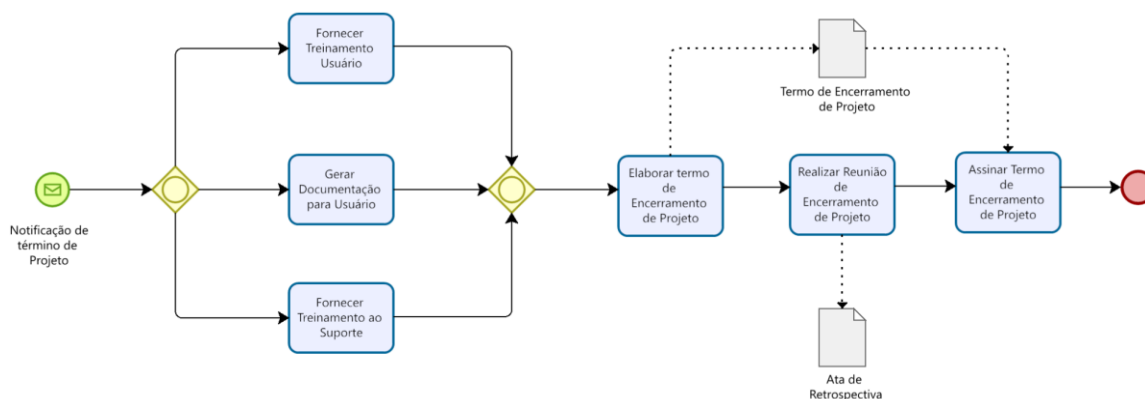 Notificação de
término de
Projeto
Fornecer
Treinamento
Usuário
Gerar
Documentação
para Usuário
Fornecer
Treinamento ao
Suporte
Elaborar termo
de
Encerramento
de Projeto
Termo de Encerramento
de Projeto
Realizar Reunião
de
Encerramento
de Projeto
Ata de
Retrospectiva
Assinar Termo
de
Encerramento
de Projeto